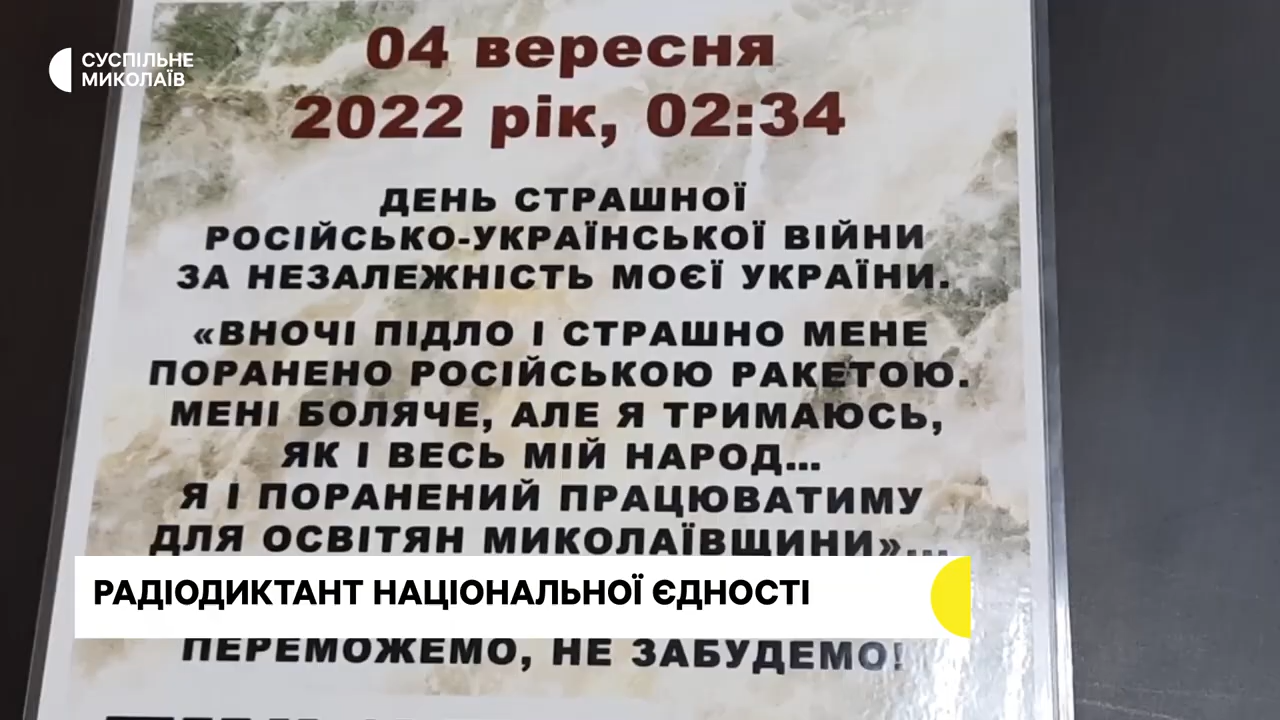 СУСПІЛЬНЕ
МИКОЛАЇВ
04 вересня
2022 рік, 02:34
ДЕНЬ СТРАШНОЇ
РОСІЙСЬКО-УКРАЇНСЬКОЇ ВІЙНИ
ЗА НЕЗАЛЕЖНІСТЬ МОЄЇ УКРАЇНИ.
«ВНОЧІ ПІДЛО І СТРАШНО МЕНЕ
ПОРАНЕНО РОСІЙСЬКОЮ РАКЕТОЮ.
МЕНІ БОЛЯЧЕ, АЛЕ Я ТРИМАЮСЬ,
ЯК І ВЕСЬ МІЙ НАРОД...
Я І ПОРАНЕНИЙ ПРАЦЮВАТИМУ
ДЛЯ ОСВІТЯН МИКОЛАЇВЩИНИ»...
РАДІОДИКТАНТ НАЦІОНАЛЬНОЇ ЄДНОСТІ
ПЕРЕМОЖЕМО, НЕ ЗАБУДЕМО!